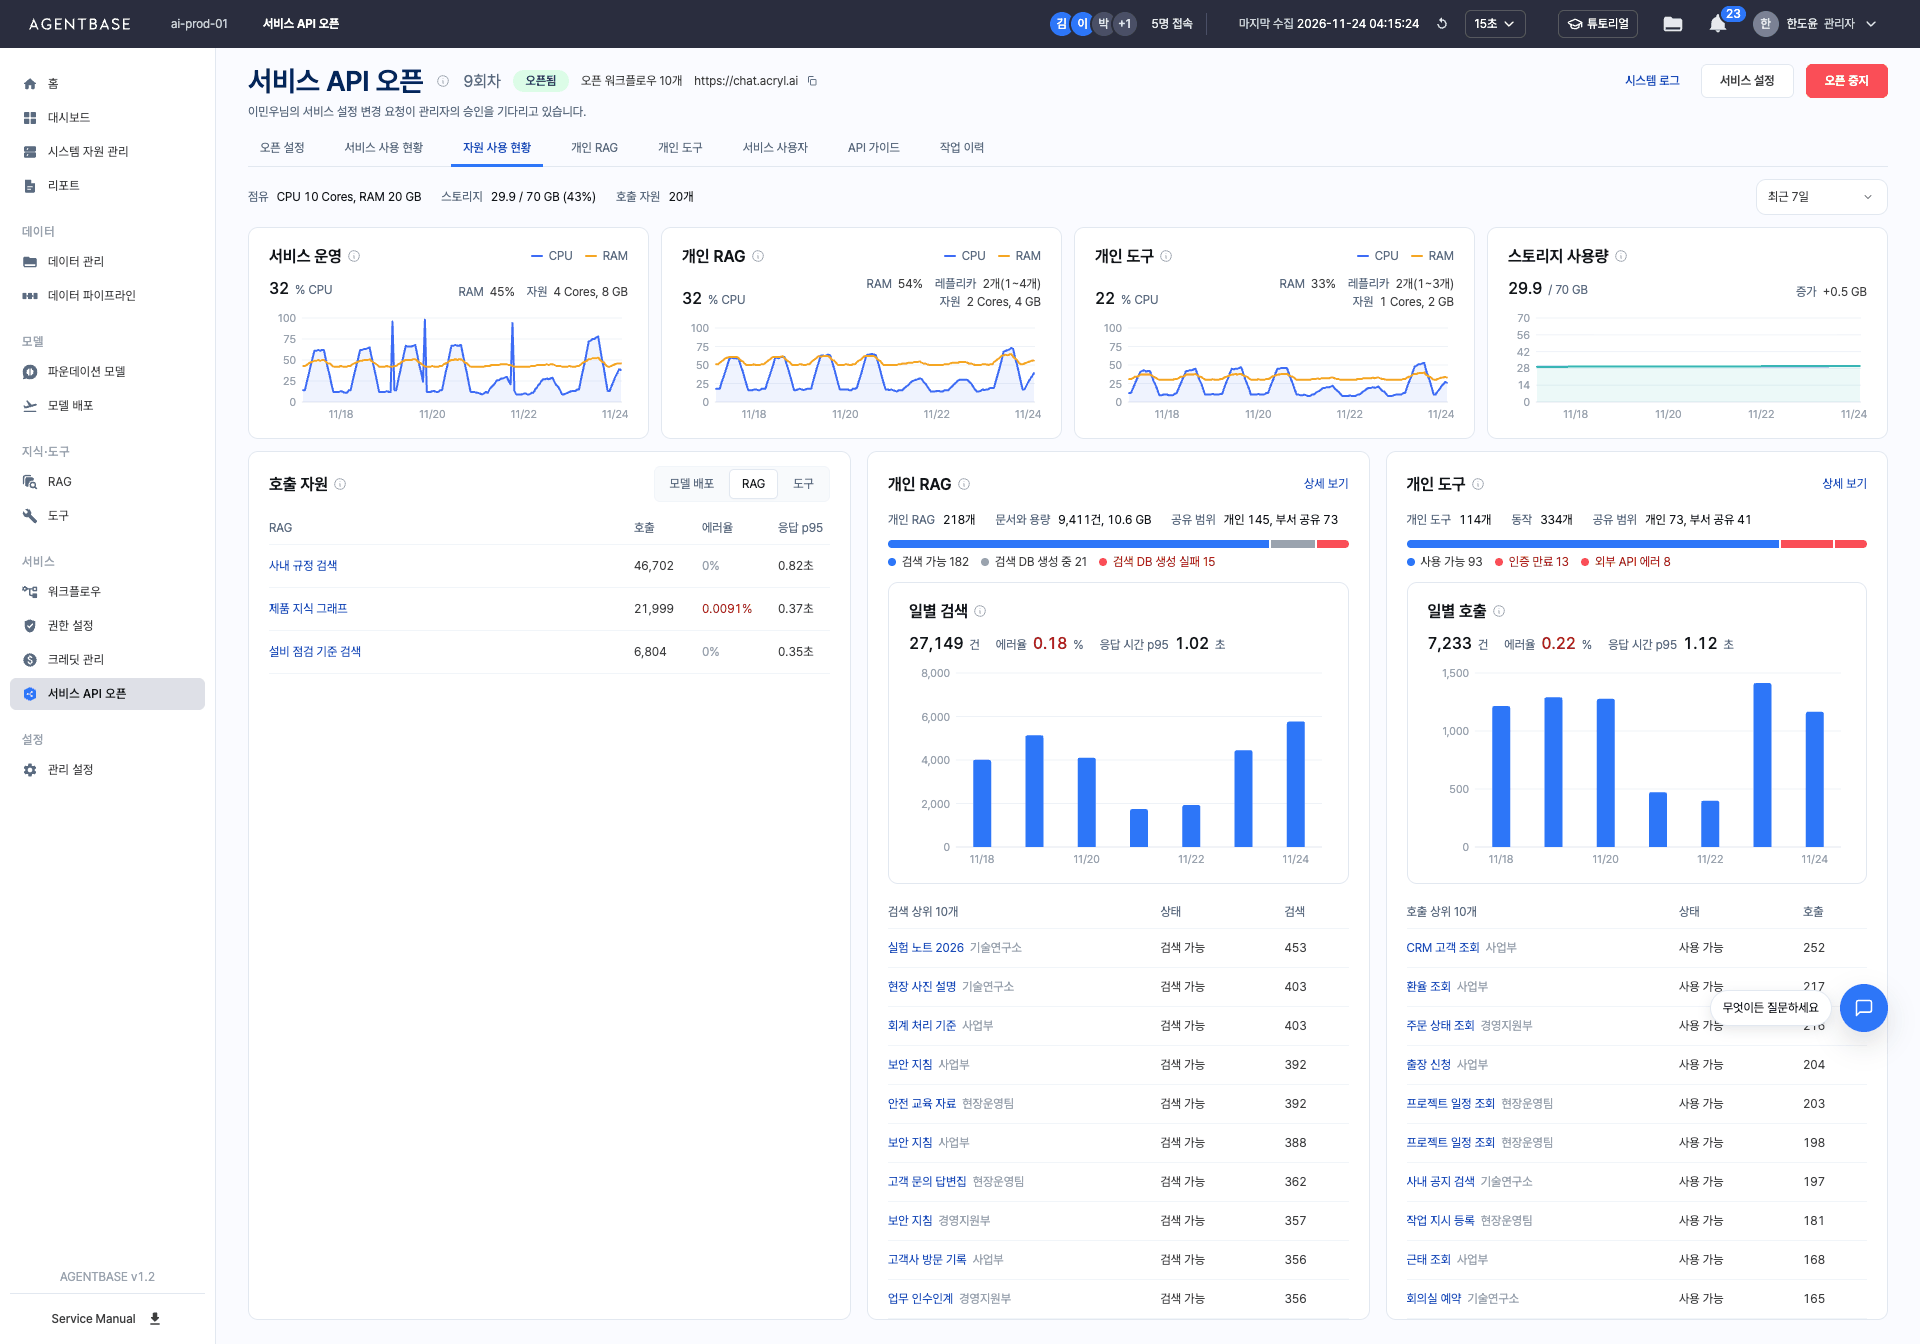 AGENTBASE
ai-prod-01
서비스 API 오픈
김 이 박 +1 5명 접속
마지막 수집 2026-11-24 04:15:24
15초
튜토리얼
23
한 한도윤 관리자
홈
대시보드
시스템 자원 관리
리포트
데이터
데이터 관리
데이터 파이프라인
모델
파운데이션 모델
모델 배포
지식·도구
RAG
도구
서비스
워크플로우
권한 설정
크레딧 관리
서비스 API 오픈
설정
관리 설정
AGENTBASE v1.2
Service Manual
서비스 API 오픈 9회차 오픈됨 오픈 워크플로우 10개 https://chat.acryl.ai
이민우님의 서비스 설정 변경 요청이 관리자의 승인을 기다리고 있습니다.
시스템 로그 서비스 설정 오픈 중지
오픈 설정 서비스 사용 현황 자원 사용 현황 개인 RAG 개인 도구 서비스 사용자 API 가이드 작업 이력
점유 CPU 10 Cores, RAM 20 GB 스토리지 29.9 / 70 GB (43%) 호출 자원 20개
최근 7일
서비스 운영 CPU RAM
32 % CPU RAM 45% 자원 4 Cores, 8 GB
100
75
50
25
0
11/18 11/20 11/22 11/24
개인 RAG CPU RAM
RAM 54% 레플리카 2개(1~4개)
32 % CPU 자원 2 Cores, 4 GB
100
75
50
25
0
11/18 11/20 11/22 11/24
개인 도구 CPU RAM
RAM 33% 레플리카 2개(1~3개)
22 % CPU 자원 1 Cores, 2 GB
100
75
50
25
0
11/18 11/20 11/22 11/24
스토리지 사용량
29.9 / 70 GB 증가 +0.5 GB
70
56
42
28
14
0
11/18 11/20 11/22 11/24
호출 자원 모델 배포 RAG 도구
RAG 호출 에러율 응답 p95
사내 규정 검색 46,702 0% 0.82초
제품 지식 그래프 21,999 0.0091% 0.37초
설비 점검 기준 검색 6,804 0% 0.35초
개인 RAG 상세 보기
개인 RAG 218개 문서와 용량 9,411건, 10.6 GB 공유 범위 개인 145, 부서 공유 73
검색 가능 182 검색 DB 생성 중 21 검색 DB 생성 실패 15
일별 검색
27,149 건 에러율 0.18 % 응답 시간 p95 1.02 초
8,000
6,000
4,000
2,000
0
11/18 11/20 11/22 11/24
검색 상위 10개 상태 검색
실험 노트 2026 기술연구소 검색 가능 453
현장 사진 설명 기술연구소 검색 가능 403
회계 처리 기준 사업부 검색 가능 403
보안 지침 사업부 검색 가능 392
안전 교육 자료 현장운영팀 검색 가능 392
보안 지침 사업부 검색 가능 388
고객 문의 답변집 현장운영팀 검색 가능 362
보안 지침 경영지원부 검색 가능 357
고객사 방문 기록 사업부 검색 가능 356
업무 인수인계 경영지원부 검색 가능 356
개인 도구 상세 보기
개인 도구 114개 동작 334개 공유 범위 개인 73, 부서 공유 41
사용 가능 93 인증 만료 13 외부 API 에러 8
일별 호출
7,233 건 에러율 0.22 % 응답 시간 p95 1.12 초
1,500
1,000
500
0
11/18 11/20 11/22 11/24
호출 상위 10개 상태 호출
CRM 고객 조회 사업부 사용 가능 252
환율 조회 사업부 사용 가능 217
주문 상태 조회 경영지원부 사용 가능 216
출장 신청 사업부 사용 가능 204
프로젝트 일정 조회 현장운영팀 사용 가능 203
프로젝트 일정 조회 현장운영팀 사용 가능 198
사내 공지 검색 기술연구소 사용 가능 197
작업 지시 등록 현장운영팀 사용 가능 181
근태 조회 사업부 사용 가능 168
회의실 예약 기술연구소 사용 가능 165
무엇이든 질문하세요